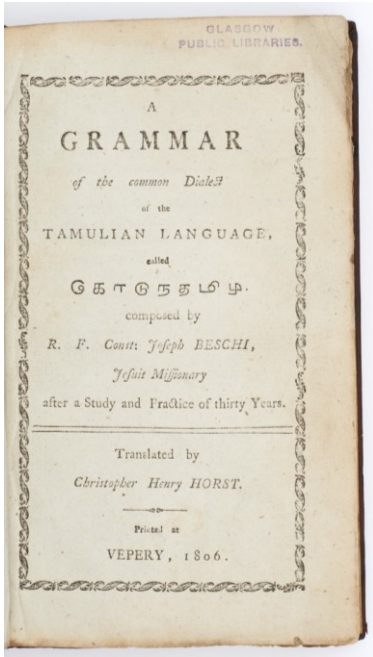 GLASGOW
PUBLIC LIBRARIES.
A
GRAMMAR
of the common Dialect
of the
TAMULIAN LANGUAGE,
called
கொடுநதமிழ.
composed by
R. F. Const: Joseph BESCHI,
Jeſuit Miſſionary
after a Study and Practice of thirty Years.
Translated by
Christopher Henry HORST.
Printed at
VEPERY, 1806.